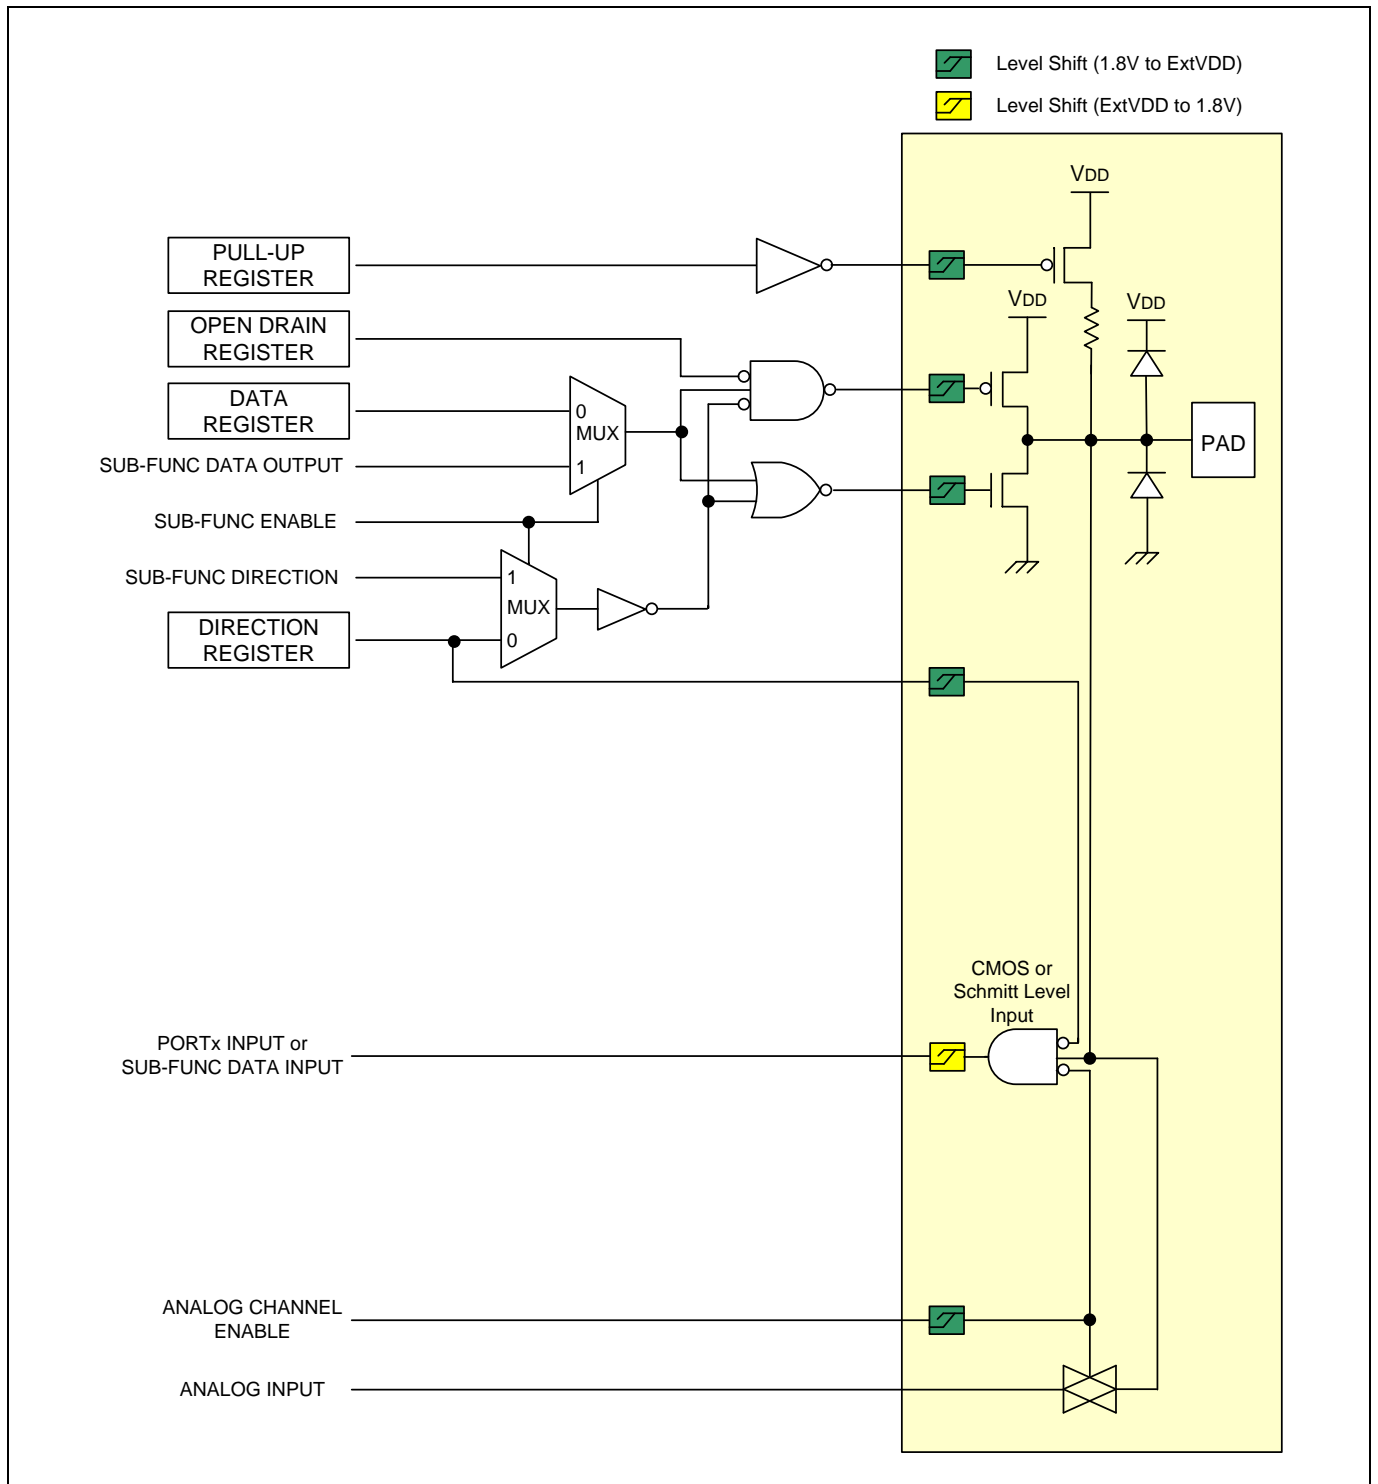 Level Shift (1.8V to ExtVDD)
Level Shift (ExtVDD to 1.8V)
VDD
PULL-UP
REGISTER
VDD
VDD
OPEN DRAIN
REGISTER
DATA
REGISTER
0
MUX
1
PAD
SUB-FUNC DATA OUTPUT
SUB-FUNC ENABLE
SUB-FUNC DIRECTION
1
MUX
0
DIRECTION
REGISTER
CMOS or
Schmitt Level
Input
PORTx INPUT or
SUB-FUNC DATA INPUT
ANALOG CHANNEL
ENABLE
ANALOG INPUT